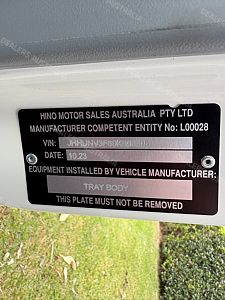 HINO MOTOR SALES AUSTRALIA PTY LTD
MANUFACTURER COMPETENT ENTITY No: L00028
VIN:
DATE: 10.23
EQUIPMENT INSTALLED BY VEHICLE MANUFACTURER:
TRAY BODY
THIS PLATE MUST NOT BE REMOVED